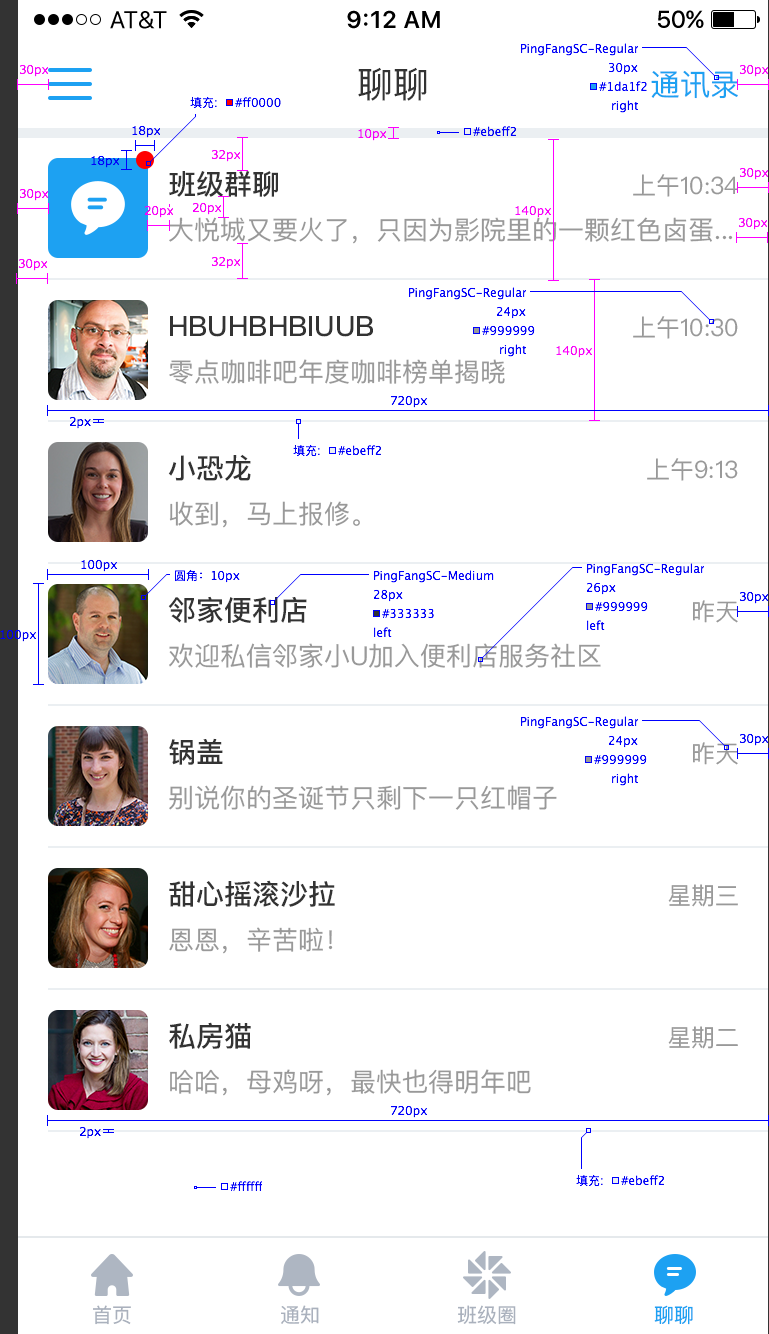 AT&T 9:12 AM 50%
PingFangSC-Regular
30px
#1da1f2
right
30px
聊聊
通讯录
30px
填充: #ff0000
18px
10px
#ebeff2
18px
32px
班级群聊
上午10:34
30px
30px
20px
20px
140px
大悦城又要火了，只因为影院里的一颗红色卤蛋...
30px
32px
30px
PingFangSC-Regular
24px
#999999
right
HBUHBHBIUUB
上午10:30
140px
零点咖啡吧年度咖啡榜单揭晓
720px
2px
填充: #ebeff2
小恐龙
上午9:13
收到，马上报修。
100px
圆角: 10px
PingFangSC-Medium
28px
#333333
left
PingFangSC-Regular
26px
#999999
left
邻家便利店
昨天
30px
100px
欢迎私信邻家小U加入便利店服务社区
PingFangSC-Regular
24px
#999999
right
锅盖
昨天
30px
别说你的圣诞节只剩下一只红帽子
甜心摇滚沙拉
星期三
恩恩，辛苦啦！
私房猫
星期二
哈哈，母鸡呀，最快也得明年吧
720px
2px
#ffffff
填充: #ebeff2
首页
通知
班级圈
聊聊